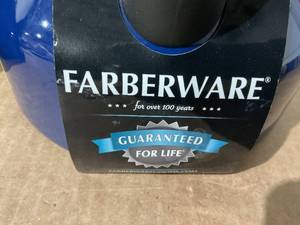 FARBERWARE®
for over 100 years
GUARANTEED
FOR LIFE*